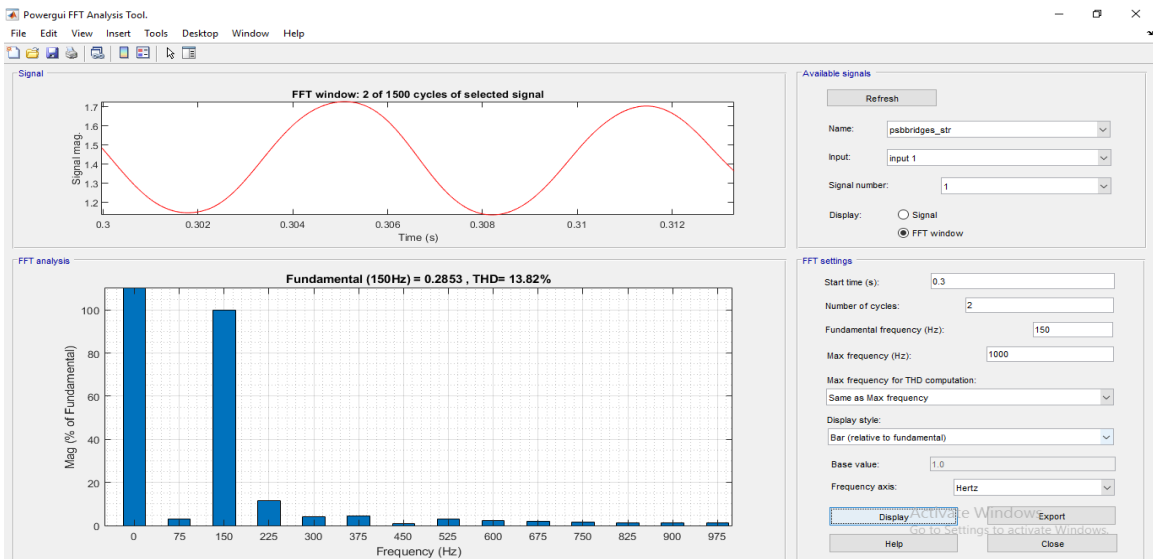 Powergui FFT Analysis Tool.
File Edit View Insert Tools Desktop Window Help
Signal
FFT window: 2 of 1500 cycles of selected signal
Signal mag.
1.7
1.6
1.5
1.4
1.3
1.2
0.3 0.302 0.304 0.306 0.308 0.31 0.312
Time (s)
FFT analysis
Fundamental (150Hz) = 0.2853 , THD= 13.82%
Mag (% of Fundamental)
100
80
60
40
20
0
0 75 150 225 300 375 450 525 600 675 750 825 900 975
Frequency (Hz)
Available signals
Refresh
Name: psbbridges_str
Input: input 1
Signal number: 1
Display: Signal
FFT window
FFT settings
Start time (s): 0.3
Number of cycles: 2
Fundamental frequency (Hz): 150
Max frequency (Hz): 1000
Max frequency for THD computation:
Same as Max frequency
Display style:
Bar (relative to fundamental)
Base value: 1.0
Frequency axis: Hertz
Display Export
Activate Windows
Go to Settings to activate Windows.
Help Close